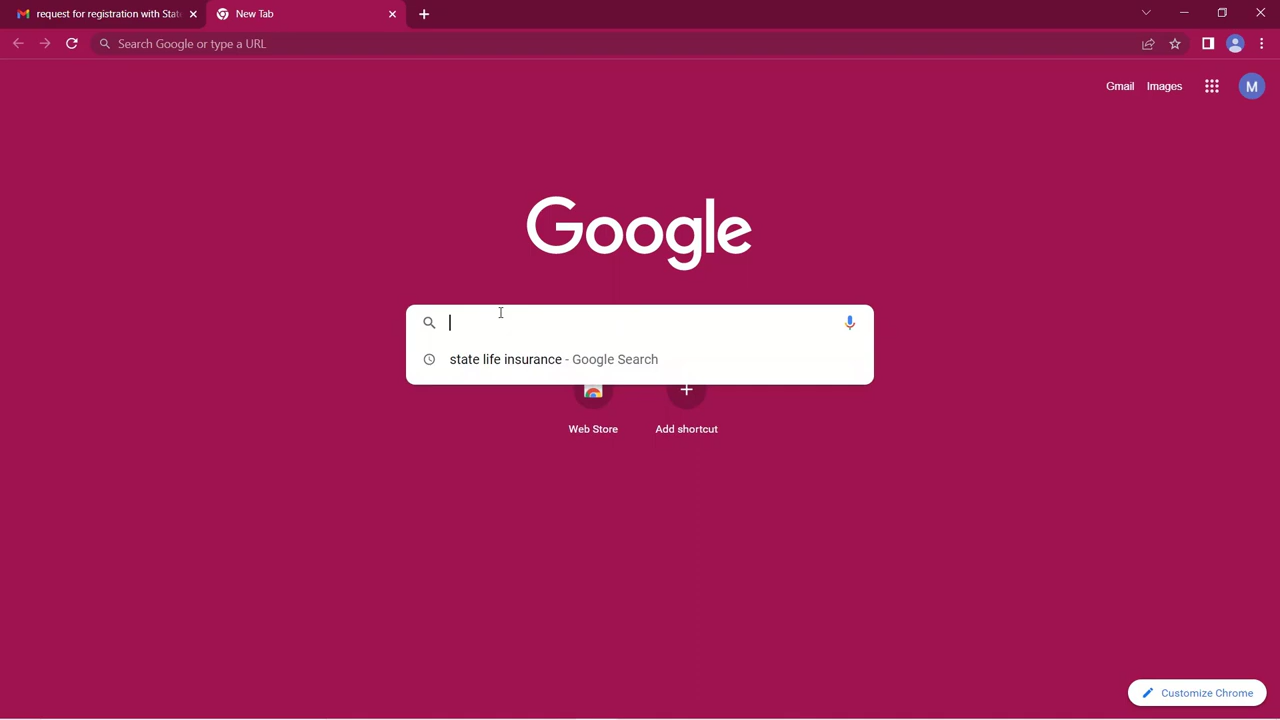 request for registration with Stat
New Tab
Search Google or type a URL
Gmail Images
M
Google
state life insurance - Google Search
Web Store
Add shortcut
Customize Chrome